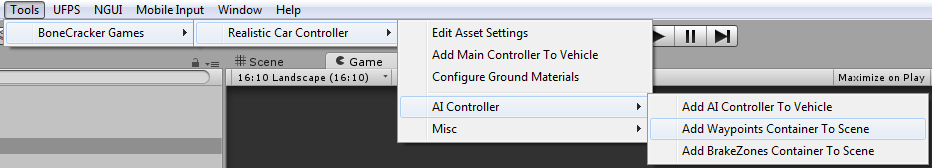 Tools UFPS NGUI Mobile Input Window Help
BoneCracker Games Realistic Car Controller Edit Asset Settings
Add Main Controller To Vehicle
Scene Game Configure Ground Materials
16:10 Landscape (16:10) Maximize on Play
AI Controller Add AI Controller To Vehicle
Misc Add Waypoints Container To Scene
Add BrakeZones Container To Scene